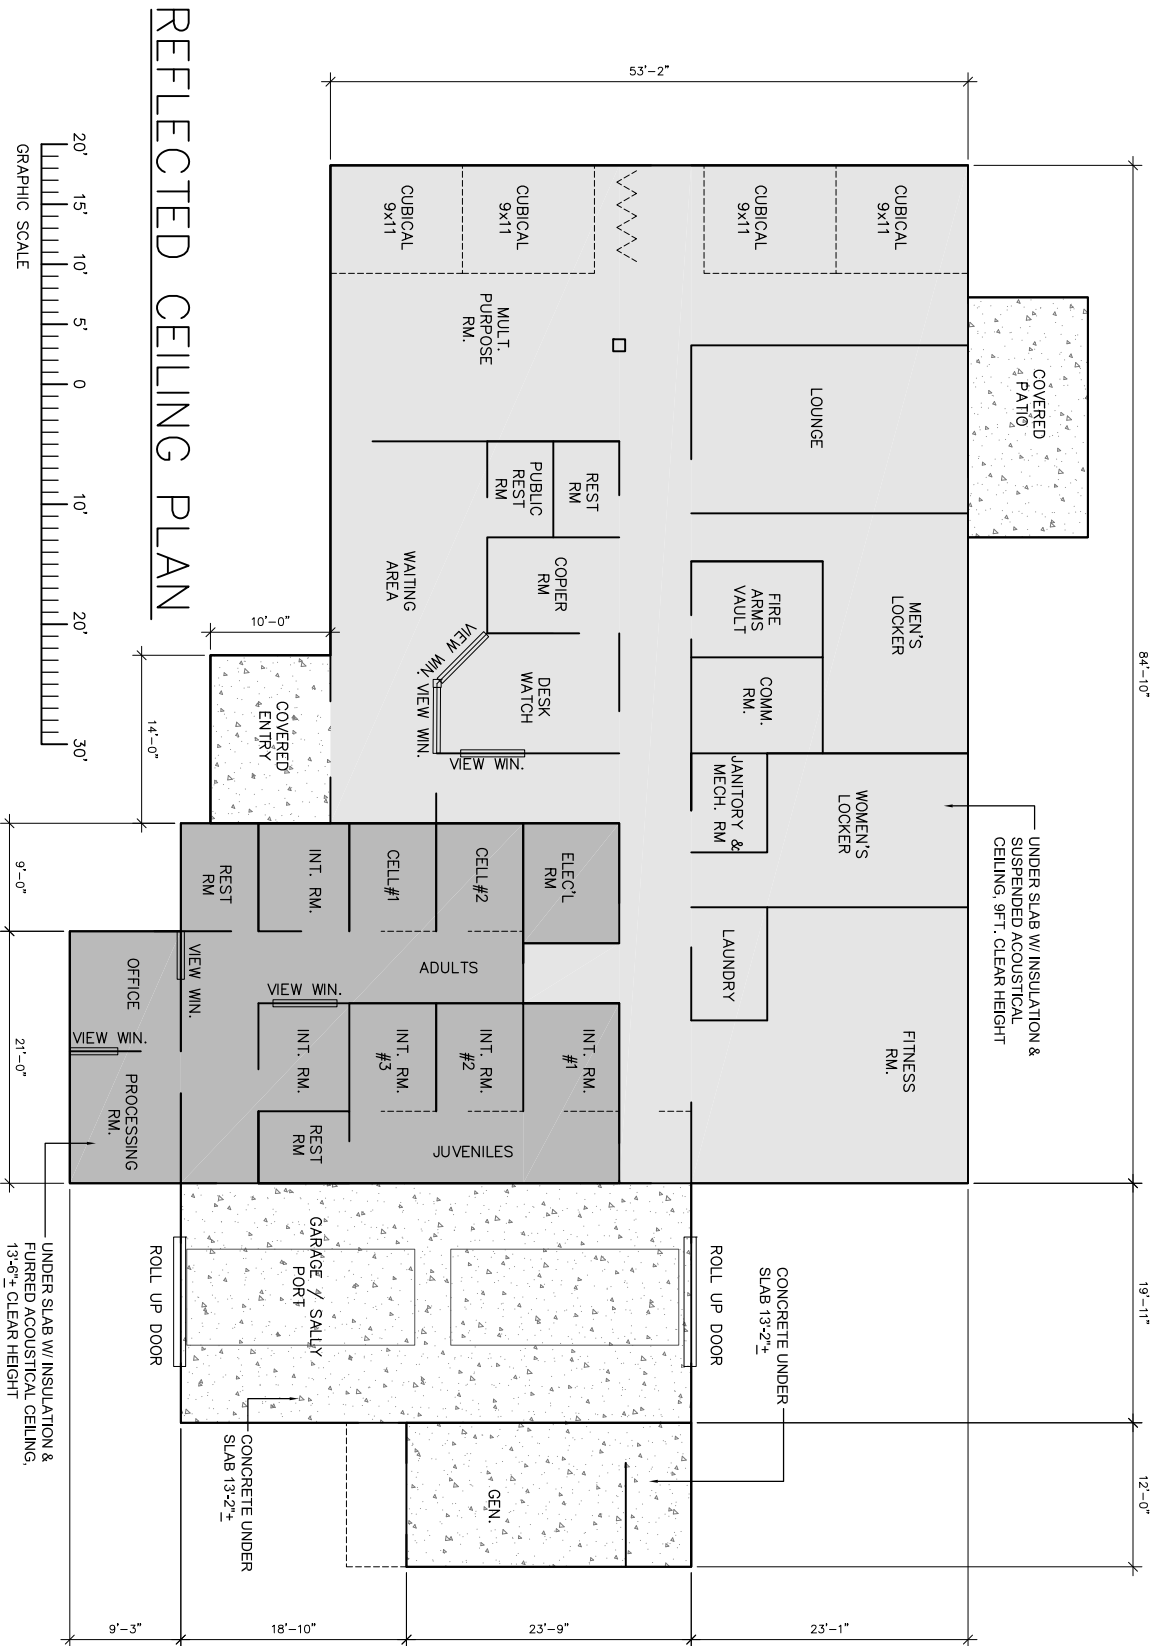 REFLECTED CEILING PLAN
GRAPHIC SCALE
20'
15'
10'
5'
0
10'
20'
30'
84'-10"
19'-11"
12'-0"
53'-2"
COVERED
PATIO
UNDER SLAB W/ INSULATION &
SUSPENDED ACOUSTICAL
CEILING, 9FT. CLEAR HEIGHT
CUBICAL
9x11
CUBICAL
9x11
CUBICAL
9x11
CUBICAL
9x11
LOUNGE
MEN'S
LOCKER
FIRE
ARMS
VAULT
COMM.
RM.
WOMEN'S
LOCKER
JANITORY &
MECH. RM
LAUNDRY
FITNESS
RM.
23'-1"
MULT.
PURPOSE
RM.
REST
RM
PUBLIC
REST
RM
COPIER
RM
DESK
WATCH
WAITING
AREA
VIEW WIN.
VIEW WIN.
VIEW WIN.
ELEC'L
RM
CELL#2
CELL#1
INT. RM.
REST
RM
ADULTS
VIEW WIN.
VIEW WIN.
INT. RM.
#1
INT. RM.
#2
INT. RM.
#3
INT. RM.
REST
RM
JUVENILES
ROLL UP DOOR
CONCRETE UNDER
SLAB 13'-2"±
GARAGE / SALLY
PORT
ROLL UP DOOR
GEN.
CONCRETE UNDER
SLAB 13'-2"±
23'-9"
18'-10"
9'-3"
10'-0"
COVERED
ENTRY
14'-0"
OFFICE
VIEW WIN.
PROCESSING
RM.
9'-0"
21'-0"
UNDER SLAB W/ INSULATION &
FURRED ACOUSTICAL CEILING,
13'-6"± CLEAR HEIGHT